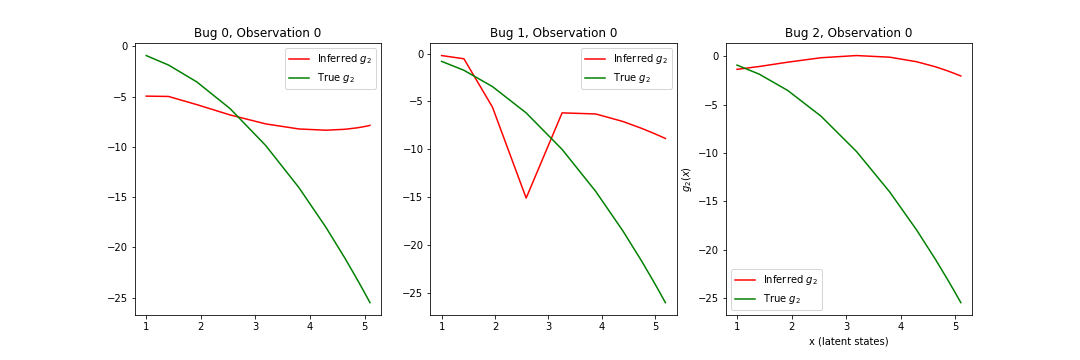 Bug 0, Observation 0
0
−5
−10
−15
−20
−25
1 2 3 4 5
Inferred g₂
True g₂
Bug 1, Observation 0
0
−5
−10
−15
−20
−25
1 2 3 4 5
Inferred g₂
True g₂
Bug 2, Observation 0
g₂(x)
0
−5
−10
−15
−20
−25
1 2 3 4 5
Inferred g₂
True g₂
x (latent states)